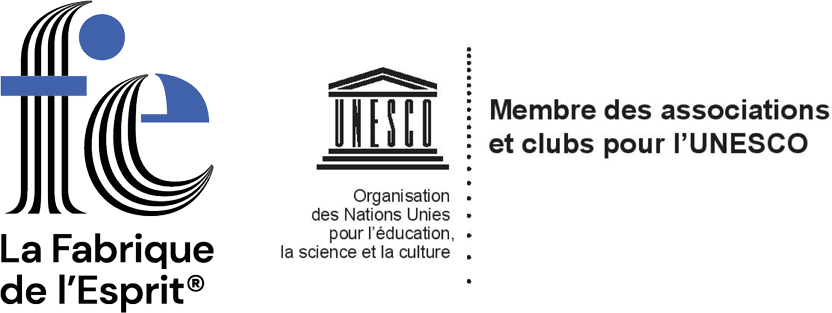 fe
La Fabrique
de l'Esprit®
UNESCO
Organisation
des Nations Unies
pour l'éducation,
la science et la culture
Membre des associations
et clubs pour l'UNESCO